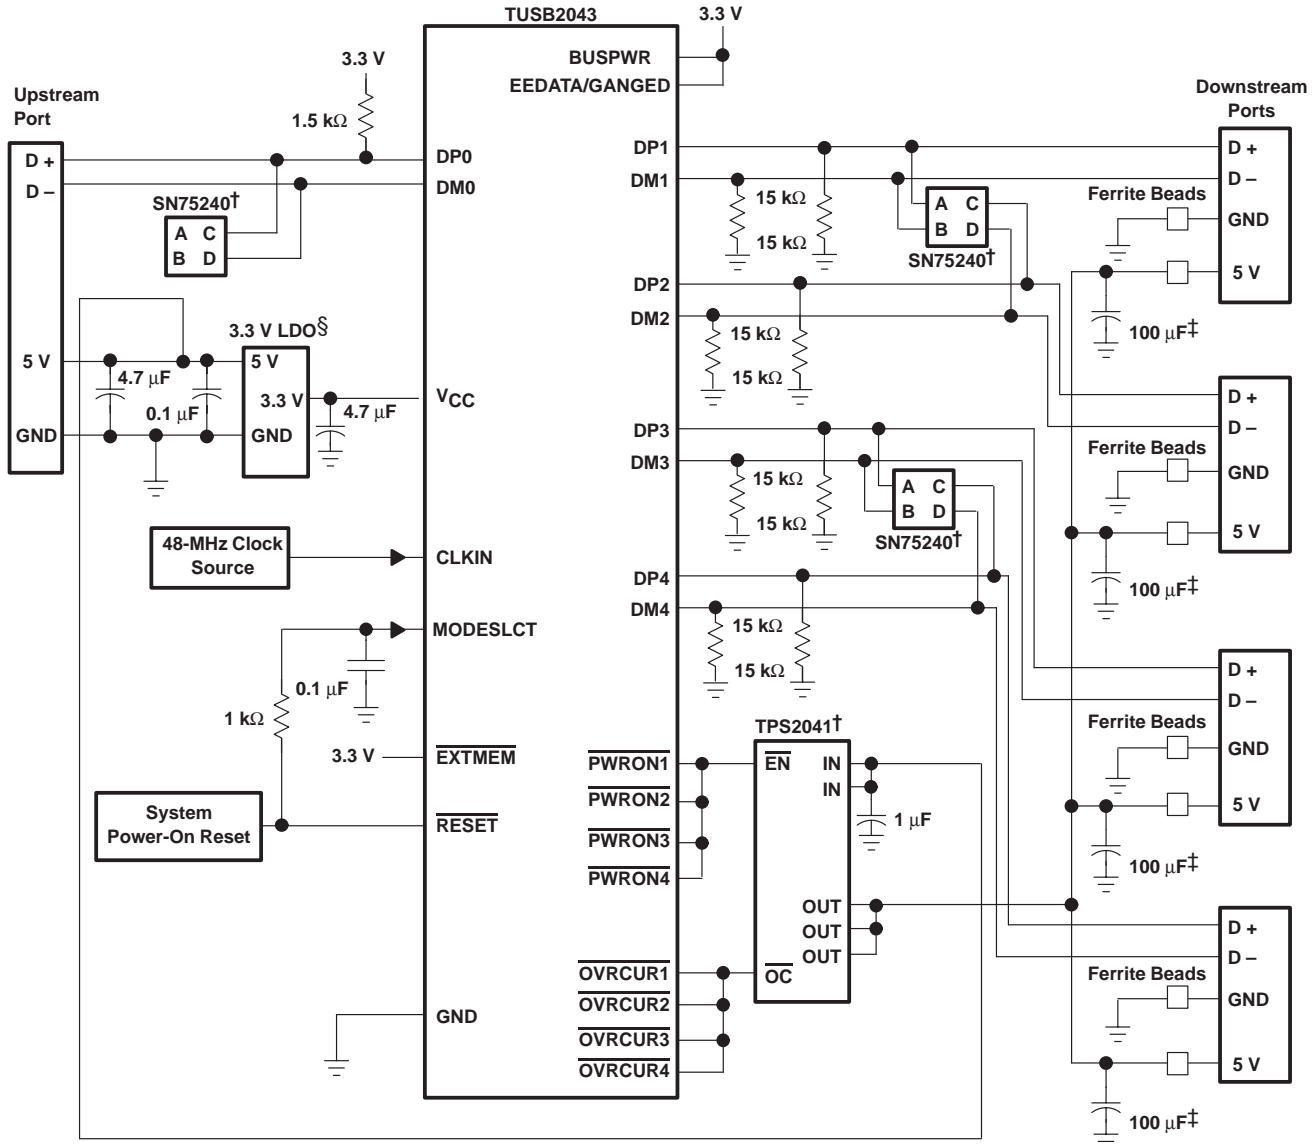 TUSB2043
3.3 V
BUSPWR
EEDATA/GANGED
3.3 V
1.5 kΩ
Upstream
Port
D +
D –
DP0
DM0
SN75240†
A C
B D
3.3 V LDO§
5 V
5 V
4.7 μF
0.1 μF
3.3 V
4.7 μF
VCC
GND
GND
48-MHz Clock
Source
CLKIN
MODESLCT
0.1 μF
1 kΩ
3.3 V
EXTMEM
System
Power-On Reset
RESET
GND
DP1
DM1
15 kΩ
15 kΩ
A C
B D
SN75240†
DP2
DM2
15 kΩ
15 kΩ
DP3
DM3
15 kΩ
15 kΩ
A C
B D
SN75240†
DP4
DM4
15 kΩ
15 kΩ
PWRON1
PWRON2
PWRON3
PWRON4
OVRCUR1
OVRCUR2
OVRCUR3
OVRCUR4
TPS2041†
EN
IN
IN
1 μF
OUT
OUT
OUT
OC
Downstream
Ports
D +
D –
Ferrite Beads
GND
5 V
100 μF‡
D +
D –
Ferrite Beads
GND
5 V
100 μF‡
D +
D –
Ferrite Beads
GND
5 V
100 μF‡
D +
D –
Ferrite Beads
GND
5 V
100 μF‡